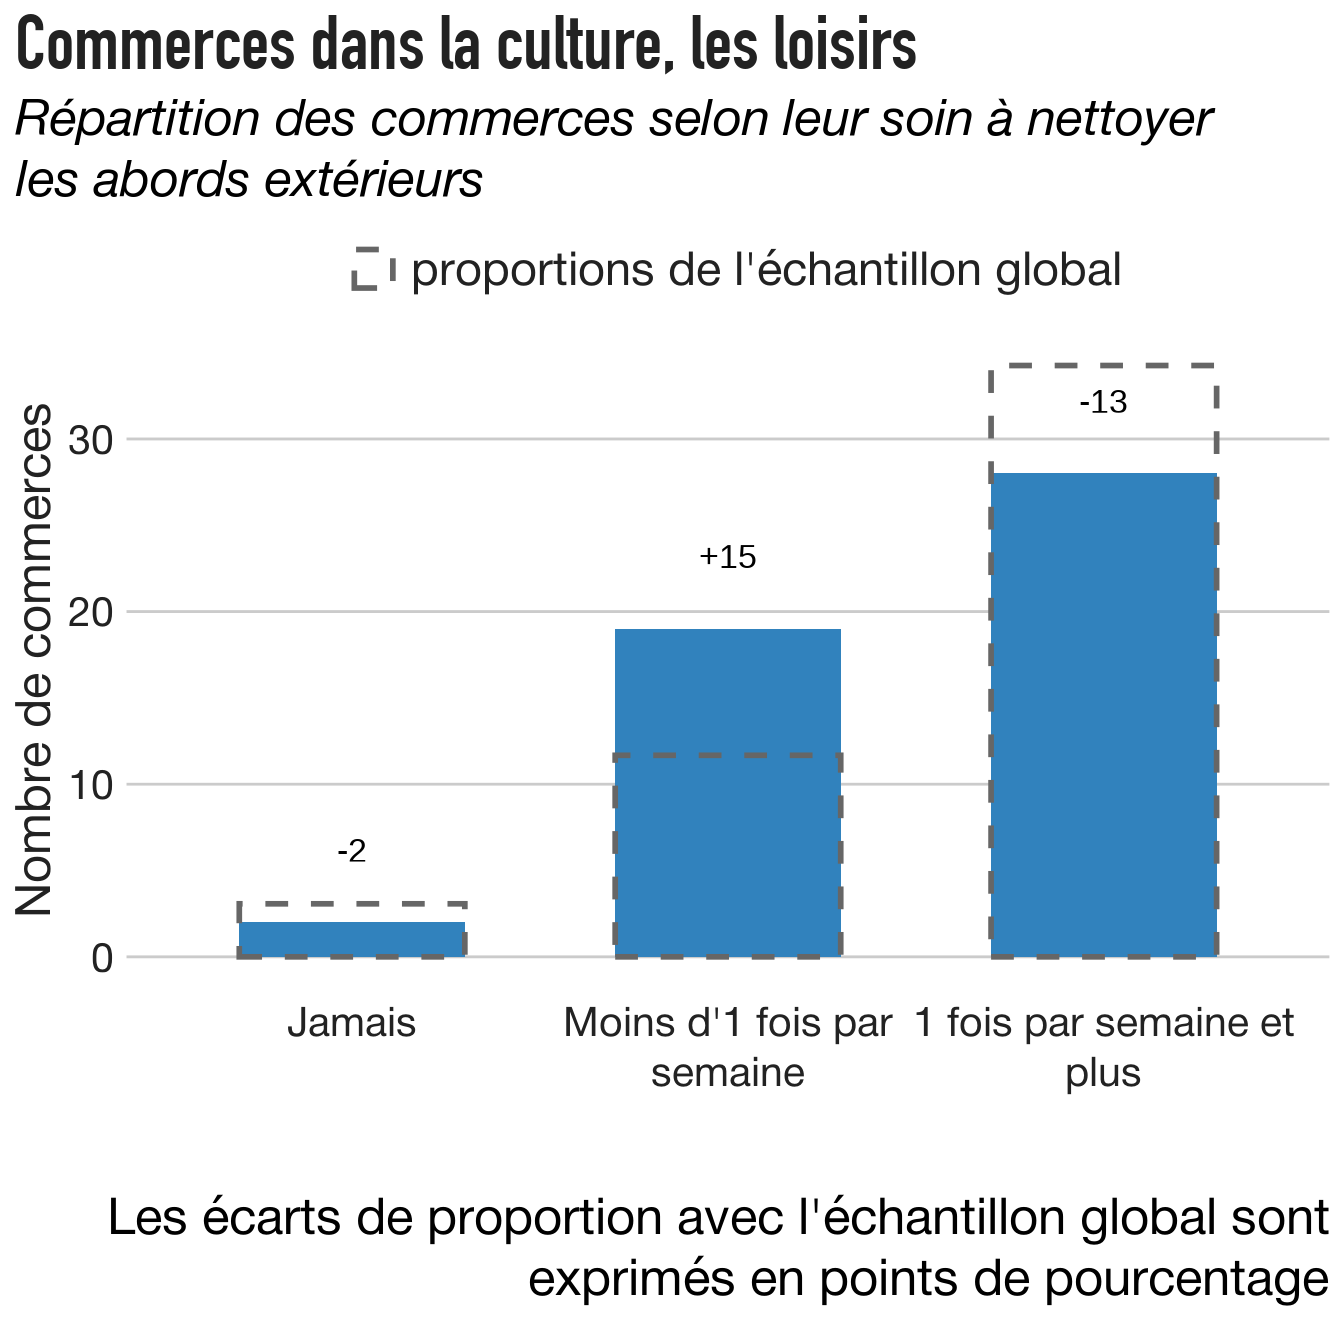 Commerces dans la culture, les loisirs
Répartition des commerces selon leur soin à nettoyer
les abords extérieurs
proportions de l'échantillon global
Nombre de commerces
30
20
10
0
-2
+15
-13
Jamais
Moins d'1 fois par
semaine
1 fois par semaine et
plus
Les écarts de proportion avec l'échantillon global sont
exprimés en points de pourcentage